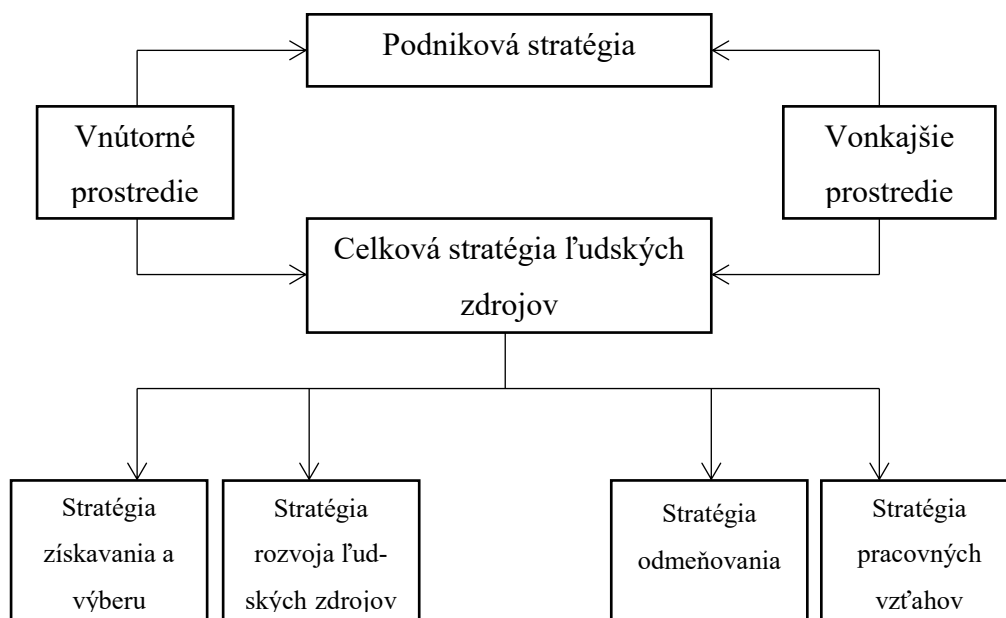 Podniková stratégia
Vnútorné
prostredie
Vonkajšie
prostredie
Celková stratégia ľudských
zdrojov
Stratégia
získavania a
výberu
Stratégia
rozvoja ľud-
ských zdrojov
Stratégia
odmeňovania
Stratégia
pracovných
vzťahov